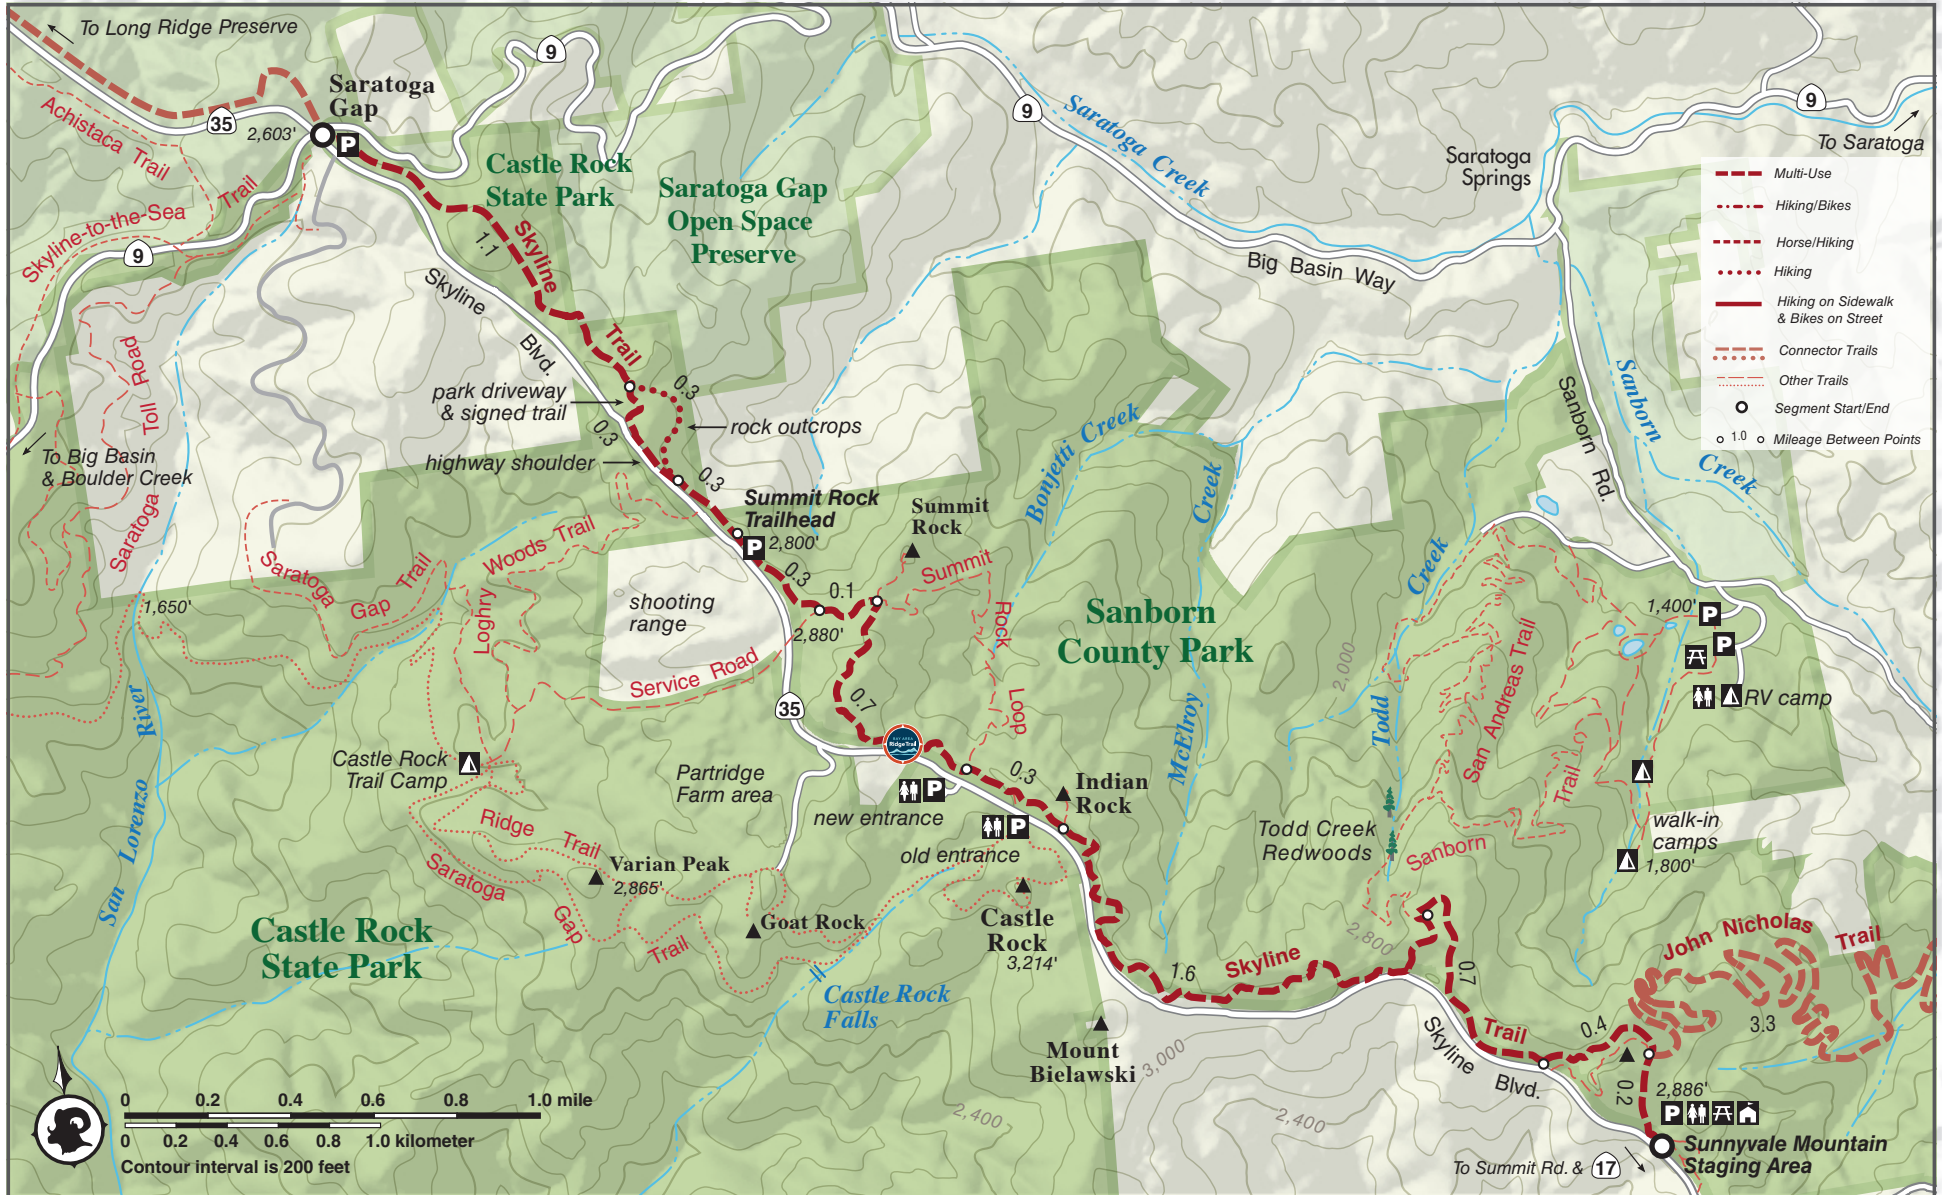 To Long Ridge Preserve
9
Saratoga
Gap
35
2,603'
P
Achistaca Trail
Skyline-to-the-Sea
Trail
9
Castle Rock
State Park
Saratoga Gap
Open Space
Preserve
9
Saratoga Creek
Saratoga
Springs
9
To Saratoga
Multi-Use
Hiking/Bikes
Horse/Hiking
Hiking
Hiking on Sidewalk
& Bikes on Street
Connector Trails
Other Trails
Segment Start/End
1.0
Mileage Between Points
Big Basin Way
1.1
Skyline
Trail
Skyline
Blvd.
park driveway
& signed trail
0.3
0.3
rock outcrops
highway shoulder
0.3
Saratoga
Toll
Road
To Big Basin
& Boulder Creek
Sanborn Rd.
Sanborn
Creek
Bonjetti Creek
Creek
McElroy
Summit Rock
Trailhead
P
2,800'
Summit
Rock
Summit
Rock
Loop
Woods Trail
Loghry
Saratoga
Gap
Trail
1,650'
shooting
range
0.3
0.1
2,880'
Service Road
0.7
35
Sanborn
County Park
2,000
Creek
Todd
San Andreas Trail
Trail
1,400'
P
P
RV camp
San Lorenzo River
Castle Rock
Trail Camp
Partridge
Farm area
BAY AREA
Ridge Trail
P
new entrance
P
old entrance
0.3
Indian
Rock
Todd Creek
Redwoods
Sanborn
walk-in
camps
1,800'
Ridge
Trail
Saratoga
Gap
Trail
Varian Peak
2,865'
Goat Rock
Castle
Rock
3,214'
Castle Rock
Falls
Castle Rock
State Park
2,800
1.6
Skyline
0.7
Trail
0.4
John Nicholas
Trail
3.3
Skyline
Blvd.
0.2
2,886'
P
Mount
Bielawski
3,000
2,400
2,400
Sunnyvale Mountain
Staging Area
To Summit Rd. &
17
0 0.2 0.4 0.6 0.8 1.0 mile
0 0.2 0.4 0.6 0.8 1.0 kilometer
Contour interval is 200 feet